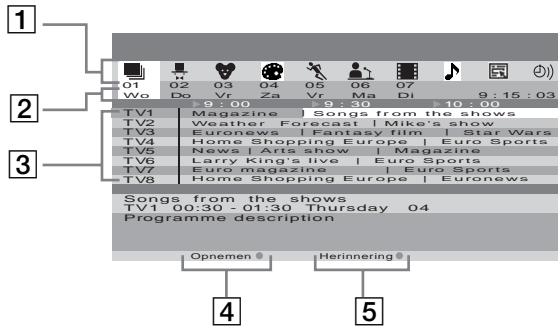 1
01 02 03 04 05 06 07
2
Wo Do Vr Za Vr Ma Di 9 : 15 : 03
9 : 00 9 : 30 10 : 00
TV1 Magazine | Songs from the shows
TV2 Weather Forecast | Mike's show
3
TV3 Euronews | Fantasy film | Star Wars
TV4 Home Shopping Europe | Euro Sports
TV5 News | Arts show | Magazine
TV6 Larry King's live | Euro Sports
TV7 Euro magazine | Euro Sports
TV8 Home Shopping Europe | Euronews
Songs from the shows
TV1 00:30 - 01:30 Thursday 04
Programme description
Opnemen Herinnering
4 5